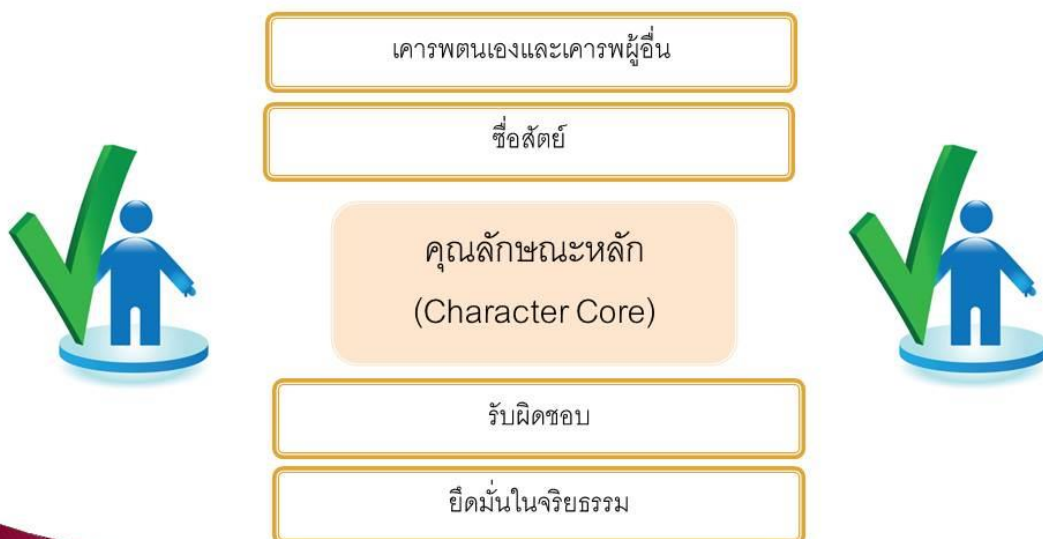 เคารพตนเองและเคารพผู้อื่น
ซื่อสัตย์
คุณลักษณะหลัก
(Character Core)
รับผิดชอบ
ยึดมั่นในจริยธรรม